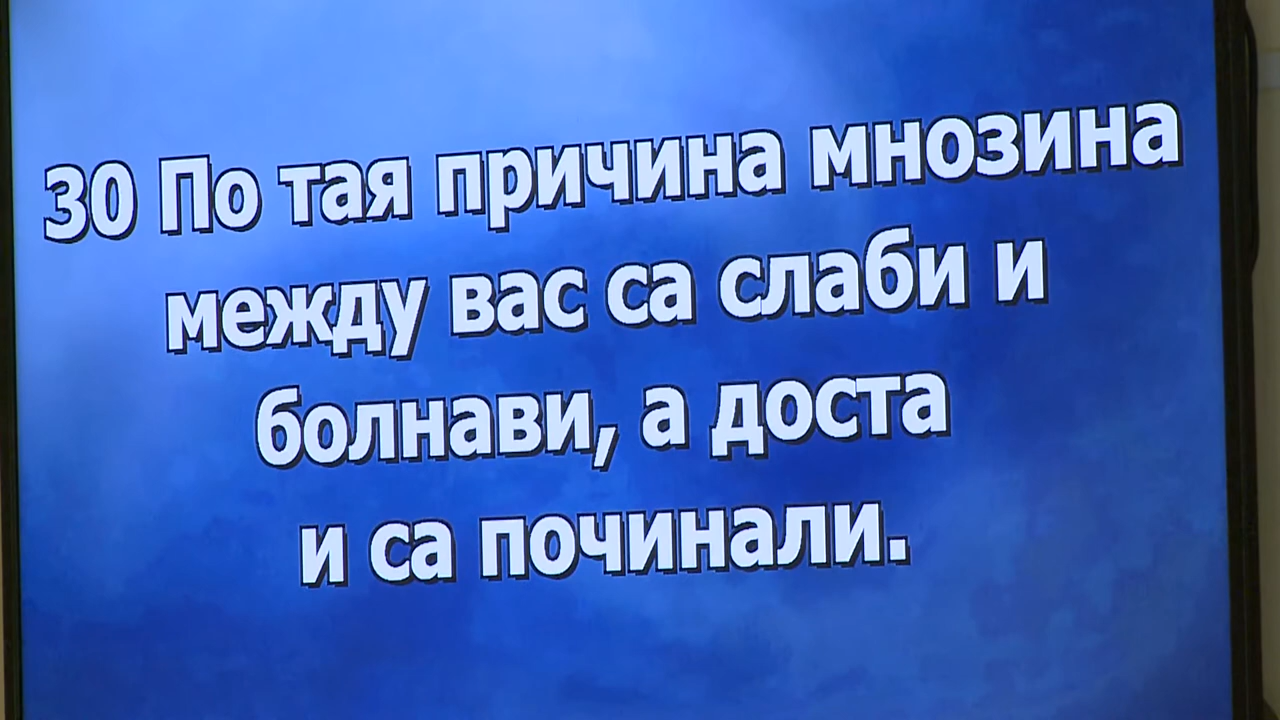 30 По тая причина мнозина
между вас са слаби и
болнави, а доста
и са починали.